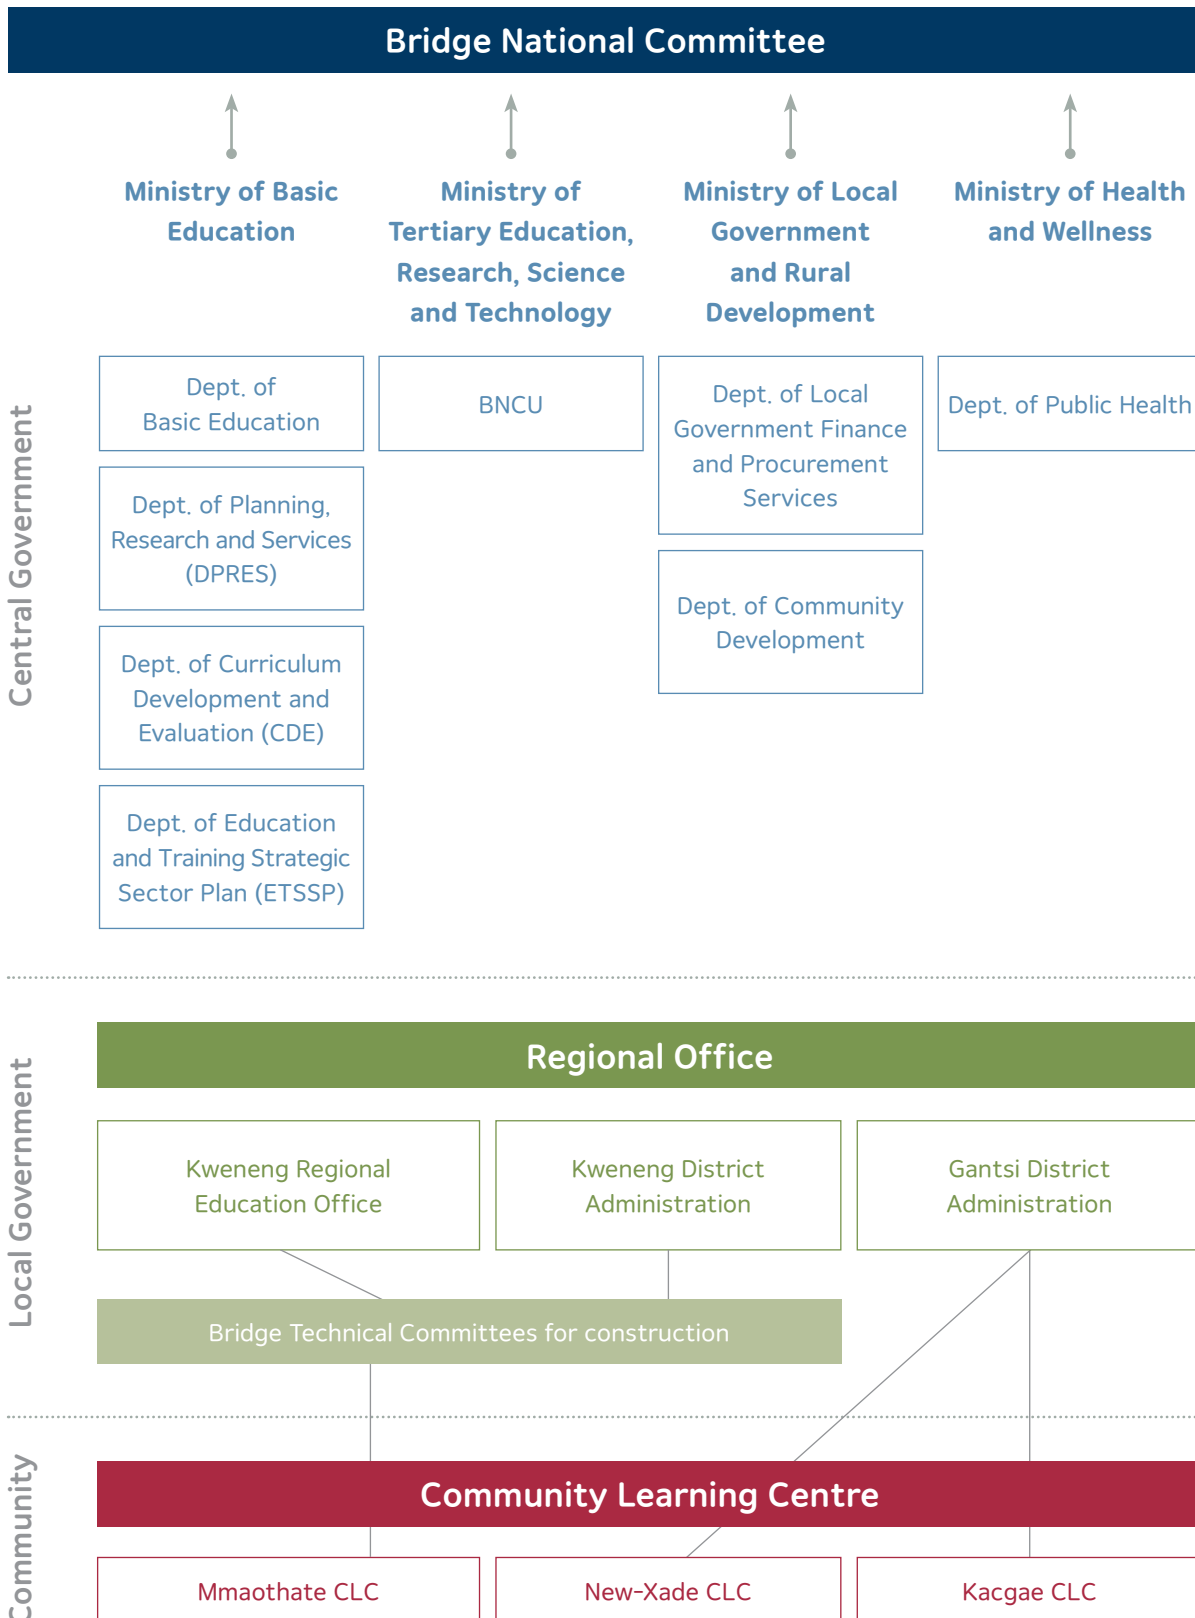 Bridge National Committee
Central Government
Ministry of Basic
Education
Ministry of
Tertiary Education,
Research, Science
and Technology
Ministry of Local
Government
and Rural
Development
Ministry of Health
and Wellness
Dept. of
Basic Education
Dept. of Planning,
Research and Services
(DPRES)
Dept. of Curriculum
Development and
Evaluation (CDE)
Dept. of Education
and Training Strategic
Sector Plan (ETSSP)
BNCU
Dept. of Local
Government Finance
and Procurement
Services
Dept. of Community
Development
Dept. of Public Health
Local Government
Regional Office
Kweneng Regional
Education Office
Kweneng District
Administration
Gantsi District
Administration
Bridge Technical Committees for construction
Community
Community Learning Centre
Mmaothate CLC
New-Xade CLC
Kacgae CLC